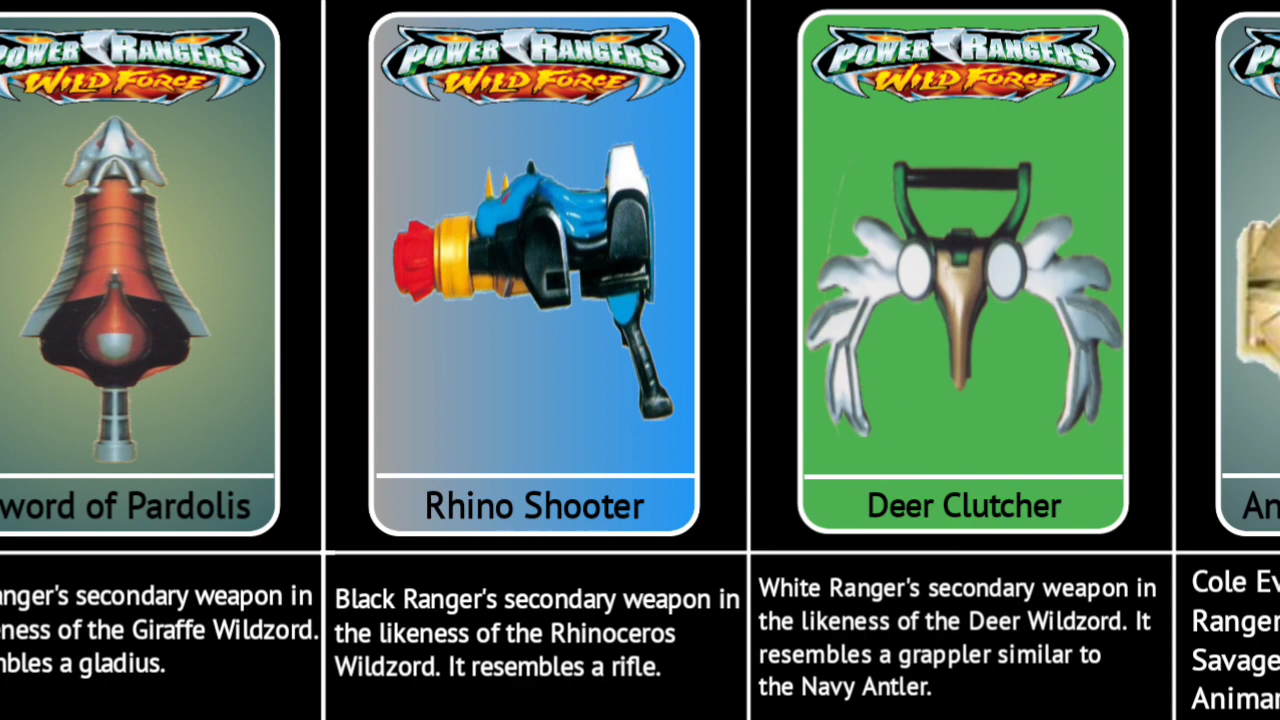 POWER RANGERS
WILD FORCE
word of Pardolis
anger's secondary weapon in
eness of the Giraffe Wildzord.
mbles a gladius.
POWER RANGERS
WILD FORCE
Rhino Shooter
Black Ranger's secondary weapon in
the likeness of the Rhinoceros
Wildzord. It resembles a rifle.
POWER RANGERS
WILD FORCE
Deer Clutcher
White Ranger's secondary weapon in
the likeness of the Deer Wildzord. It
resembles a grappler similar to
the Navy Antler.
An
Cole Ev
Ranger
Savage
Animar